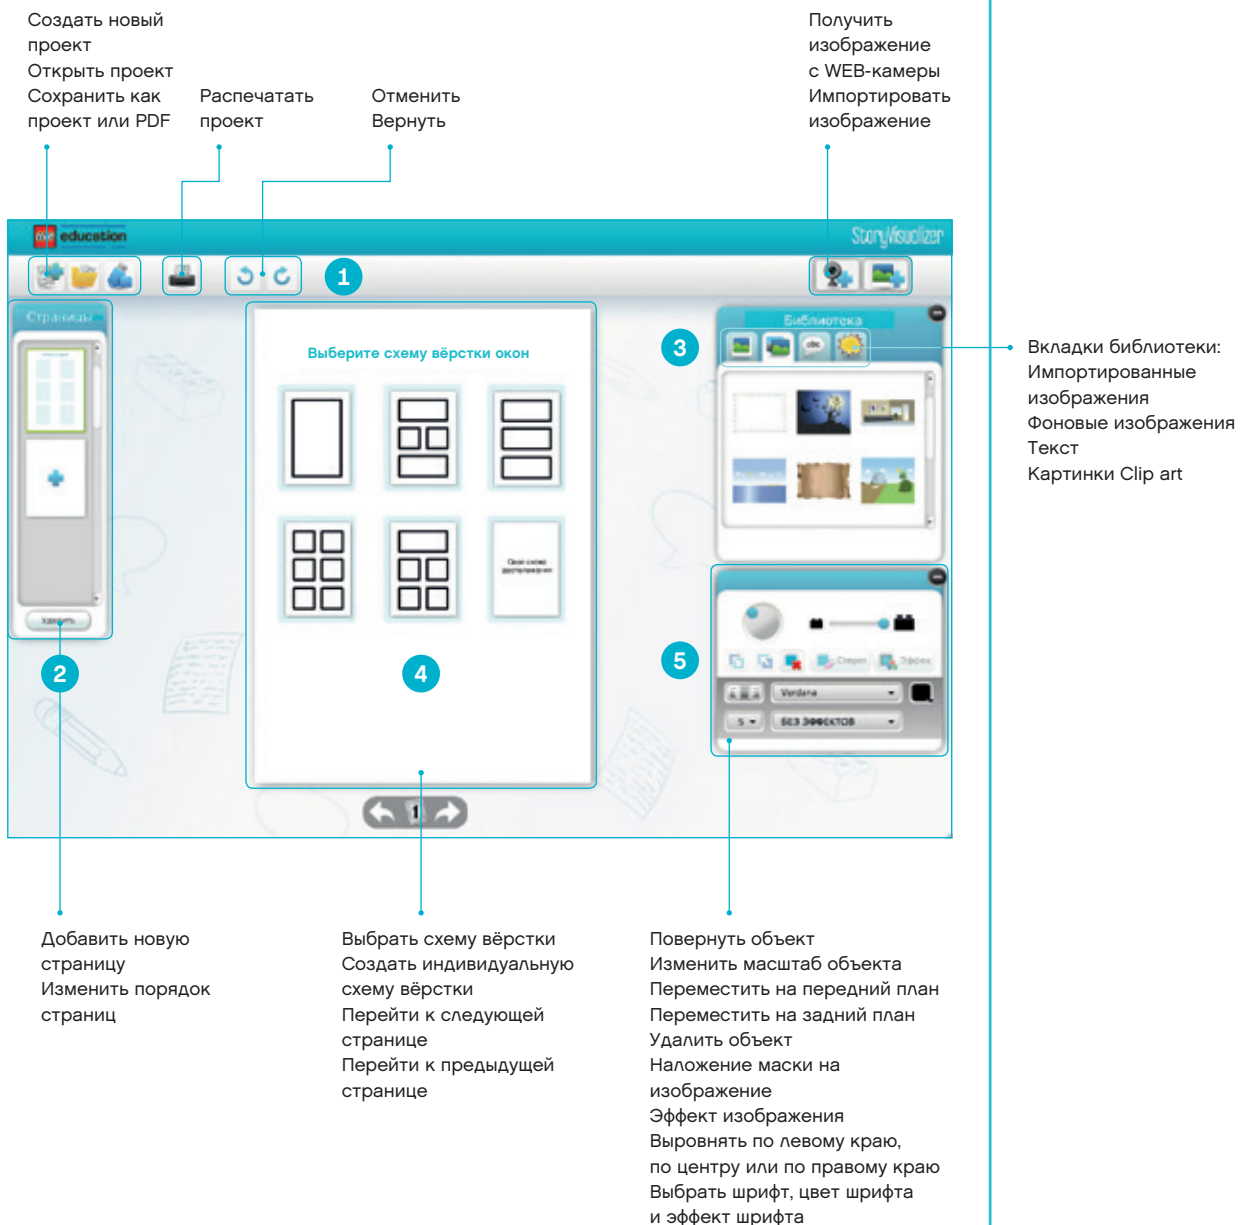 Создать новый
проект
Открыть проект
Сохранить как
проект или PDF
Распечатать
проект
Отменить
Вернуть
Получить
изображение
с WEB-камеры
Импортировать
изображение
education
StoryVisualizer
1
Страницы
Выберите схему вёрстки окон
3
Библиотека
abc
Вкладки библиотеки:
Импортированные
изображения
Фоновые изображения
Текст
Картинки Clip art
2
4
5
Verdana
5
БЕЗ ЭФФЕКТОВ
1
Добавить новую
страницу
Изменить порядок
страниц
Выбрать схему вёрстки
Создать индивидуальную
схему вёрстки
Перейти к следующей
странице
Перейти к предыдущей
странице
Повернуть объект
Изменить масштаб объекта
Переместить на передний план
Переместить на задний план
Удалить объект
Наложение маски на
изображение
Эффект изображения
Выровнять по левому краю,
по центру или по правому краю
Выбрать шрифт, цвет шрифта
и эффект шрифта